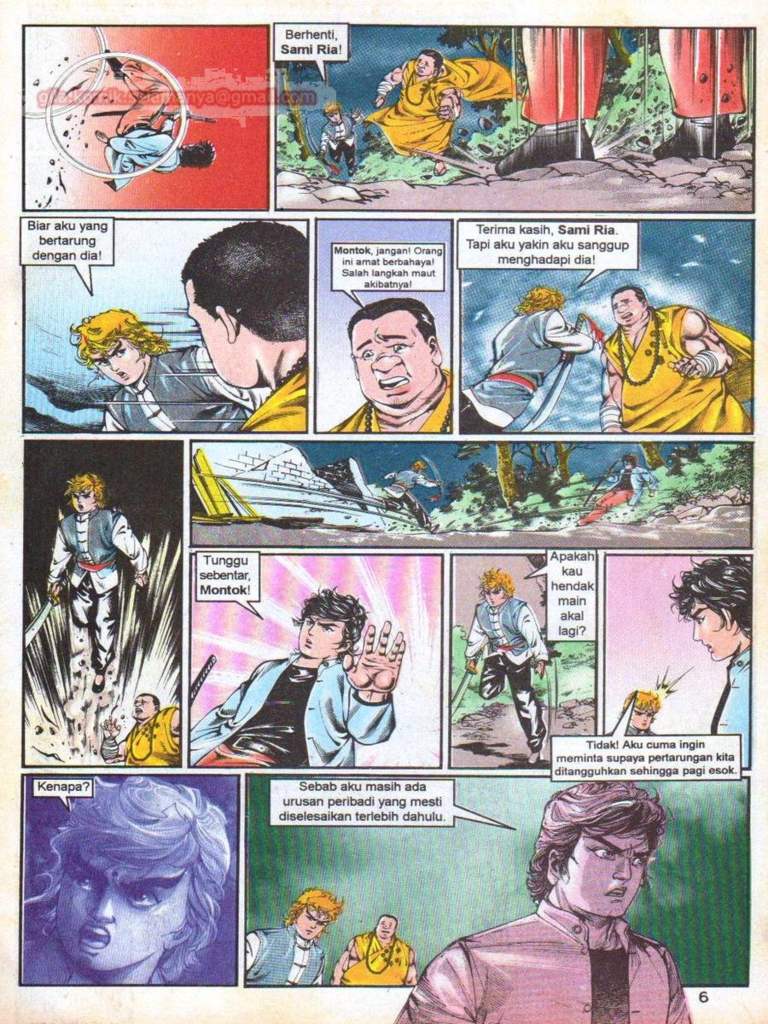 Berhenti,
Sami Ria!
Biar aku yang
bertarung
dengan dia!
Montok, jangan! Orang
ini amat berbahaya!
Salah langkah maut
akibatnya!
Terima kasih, Sami Ria.
Tapi aku yakin aku sanggup
menghadapi dia!
Tunggu
sebentar,
Montok!
Apakah
kau
hendak
main
akal
lagi?
Tidak! Aku cuma ingin
meminta supaya pertarungan kita
ditangguhkan sehingga pagi esok.
Kenapa?
Sebab aku masih ada
urusan peribadi yang mesti
diselesaikan terlebih dahulu.
6